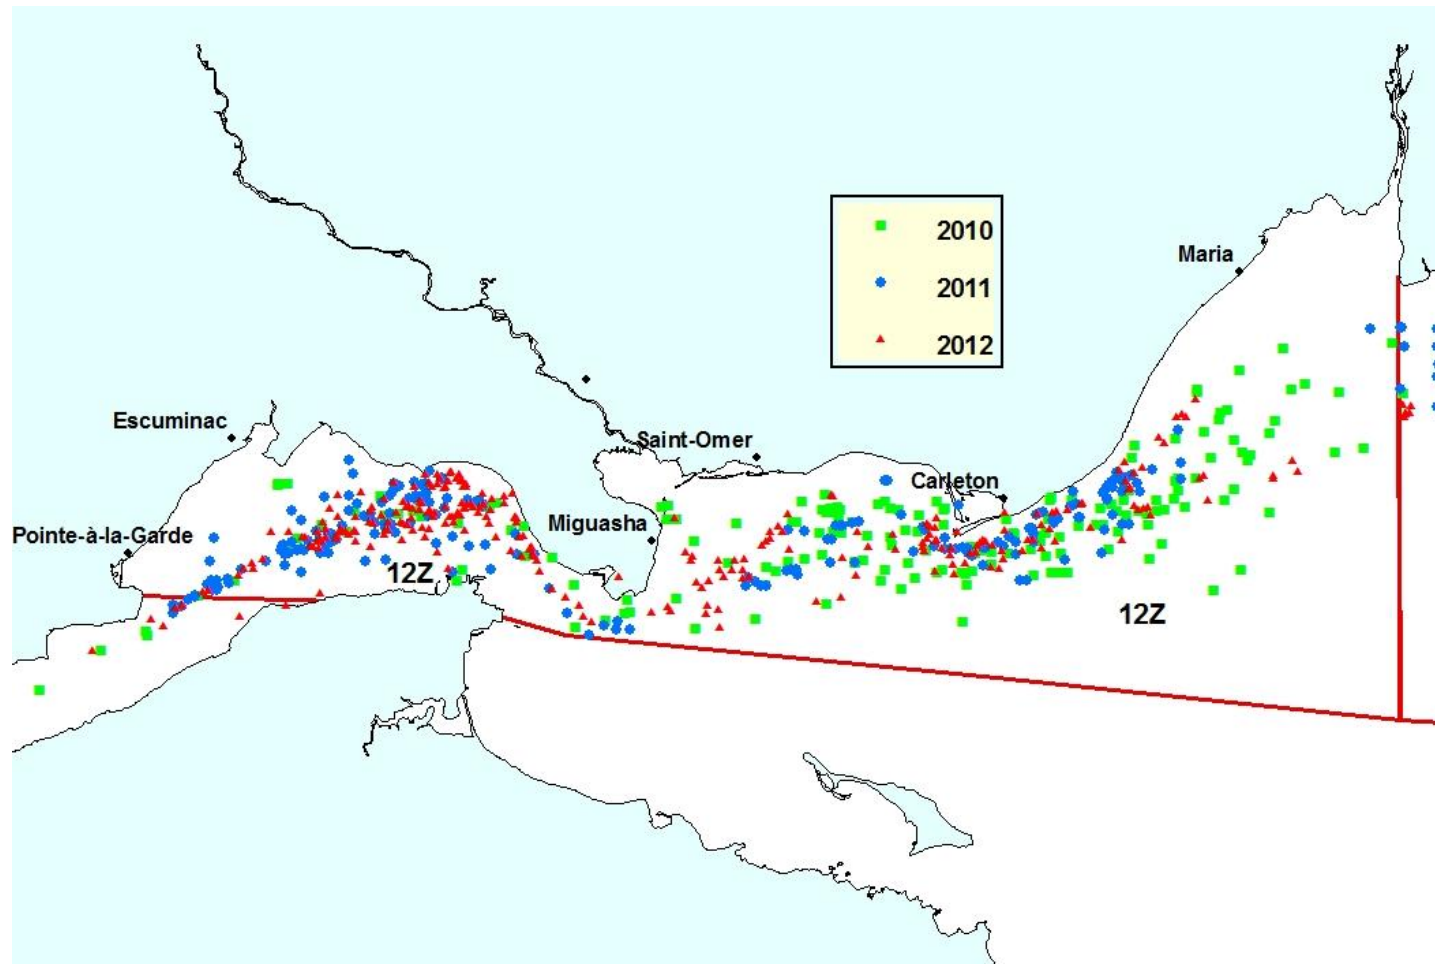 2010
Maria
2011
2012
Escuminac
Saint-Omer
Carleton
Miguasha
Pointe-à-la-Garde
12Z
12Z